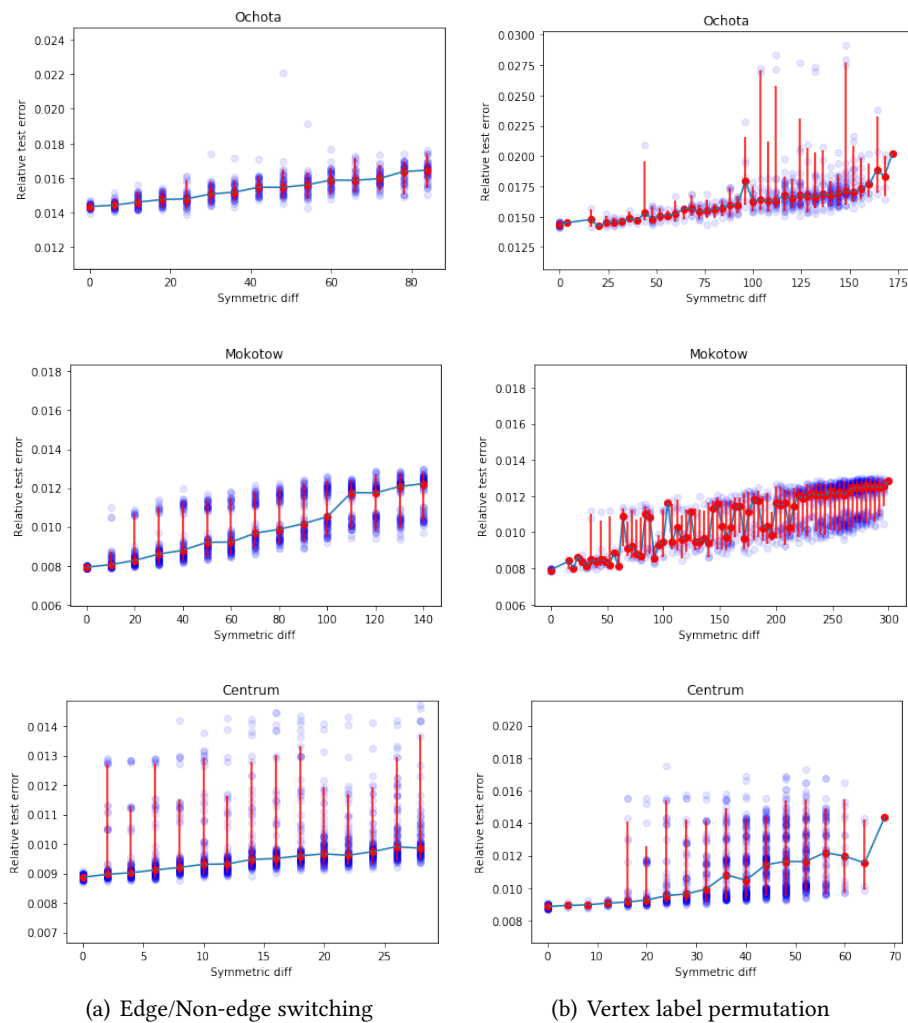 Ochota
0.024
0.022
0.020
0.018
0.016
0.014
0.012
Relative test error
0 20 40 60 80
Symmetric diff
Ochota
0.0300
0.0275
0.0250
0.0225
0.0200
0.0175
0.0150
0.0125
Relative test error
0 25 50 75 100 125 150 175
Symmetric diff
Mokotow
0.018
0.016
0.014
0.012
0.010
0.008
0.006
Relative test error
0 20 40 60 80 100 120 140
Symmetric diff
Mokotow
0.018
0.016
0.014
0.012
0.010
0.008
0.006
Relative test error
0 50 100 150 200 250 300
Symmetric diff
Centrum
0.014
0.013
0.012
0.011
0.010
0.009
0.008
0.007
Relative test error
0 5 10 15 20 25
Symmetric diff
Centrum
0.020
0.018
0.016
0.014
0.012
0.010
0.008
Relative test error
0 10 20 30 40 50 60 70
Symmetric diff
(a) Edge/Non-edge switching
(b) Vertex label permutation